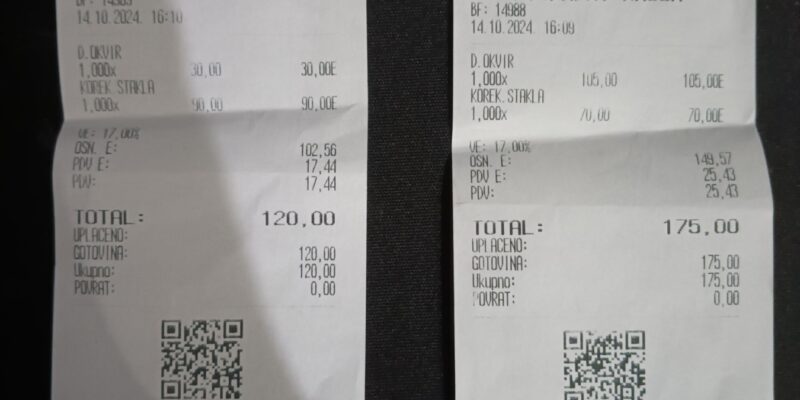 14.10.2024. 16:10
D.OKVIR
1,000x 30,00 30,00E
KOREK.STAKLA
1,000x 90,00 90,00E
VE: 17,00%
OSN. E: 102,56
PDV E: 17,44
PDV: 17,44
TOTAL: 120,00
UPLAĆENO:
GOTOVINA: 120,00
Ukupno: 120,00
POVRAT: 0,00
BF: 14988
14.10.2024. 16:09
D.OKVIR
1,000x 105,00 105,00E
KOREK.STAKLA
1,000x 70,00 70,00E
VE: 17,00%
OSN. E: 149,57
PDV E: 25,43
PDV: 25,43
TOTAL: 175,00
UPLAĆENO:
GOTOVINA: 175,00
Ukupno: 175,00
POVRAT: 0,00